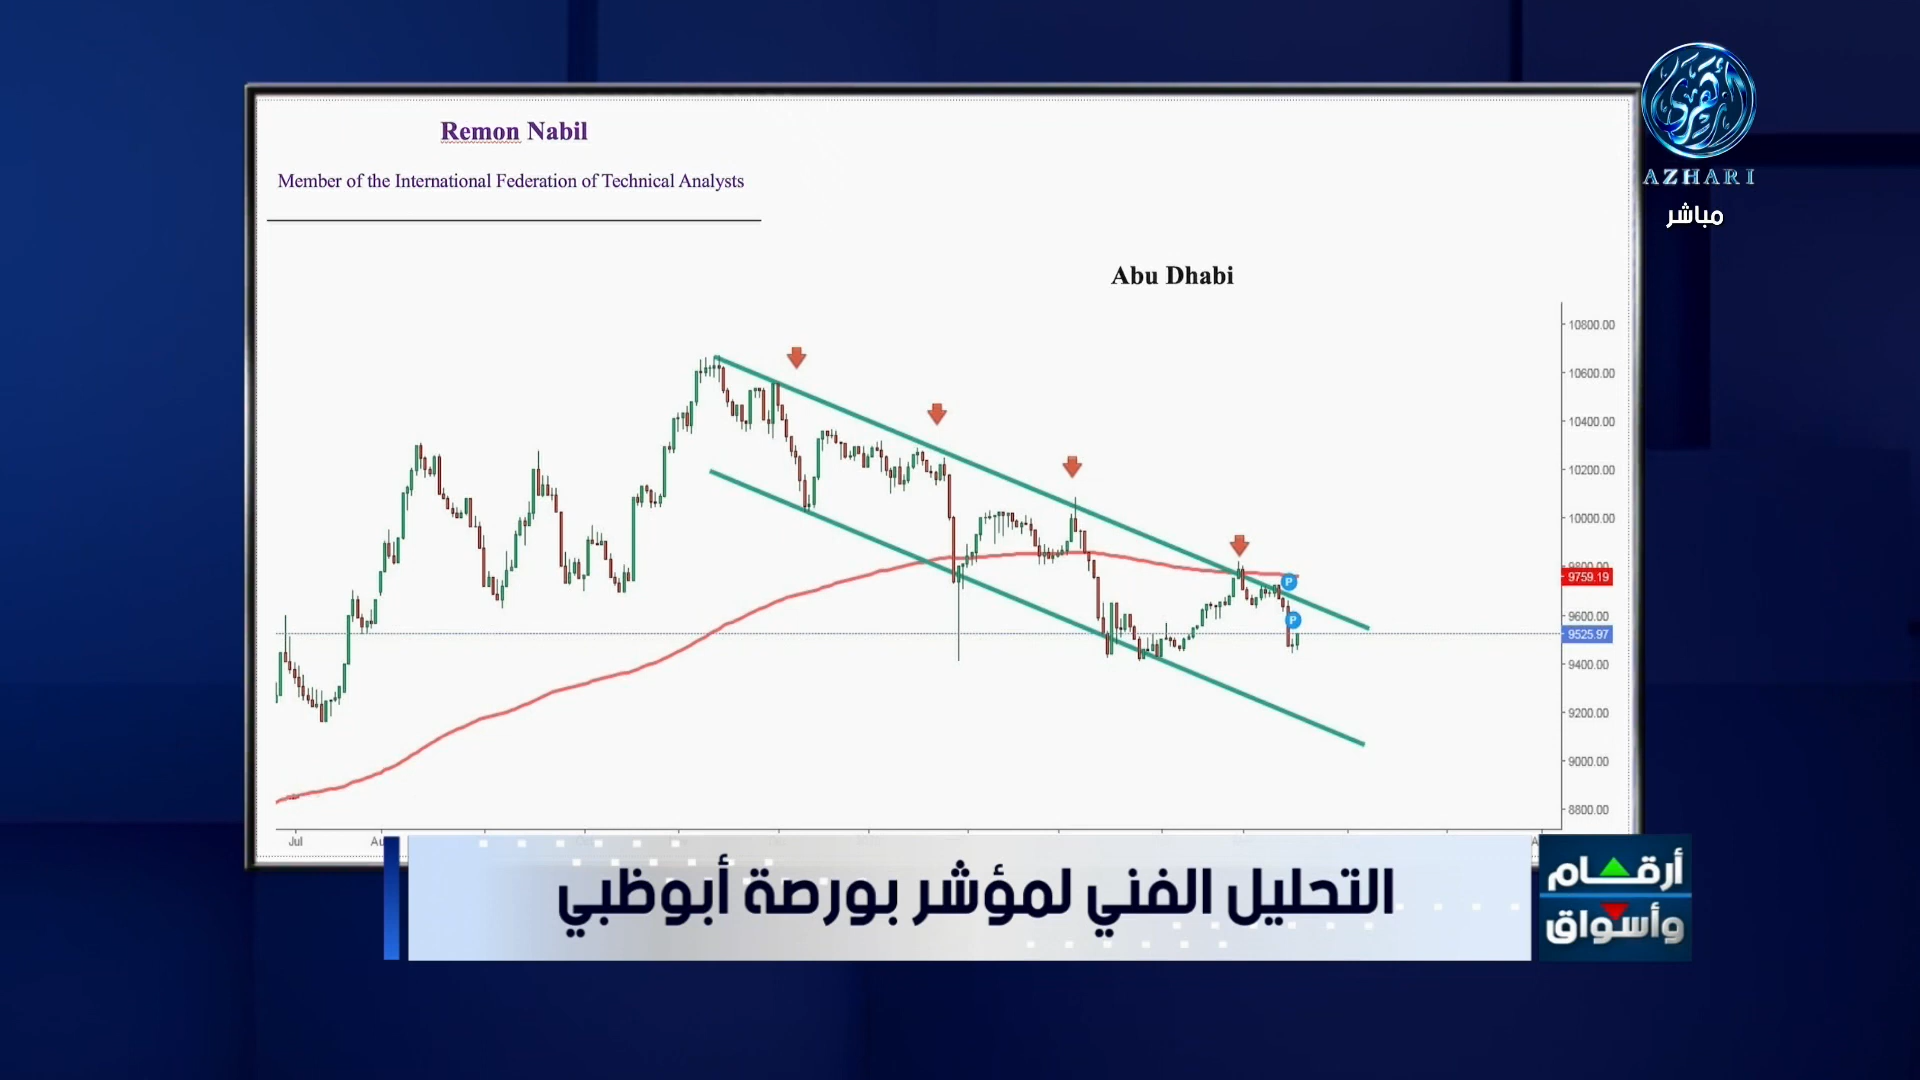 Remon Nabil
Member of the International Federation of Technical Analysts
AZHARI
مباشر
Abu Dhabi
10800.00
10600.00
10400.00
10200.00
10000.00
9800.00
9759.19
9600.00
9525.97
9400.00
9200.00
9000.00
8800.00
P
P
Jul
التحليل الفني لمؤشر بورصة أبوظبي
أرقام
وأسواق